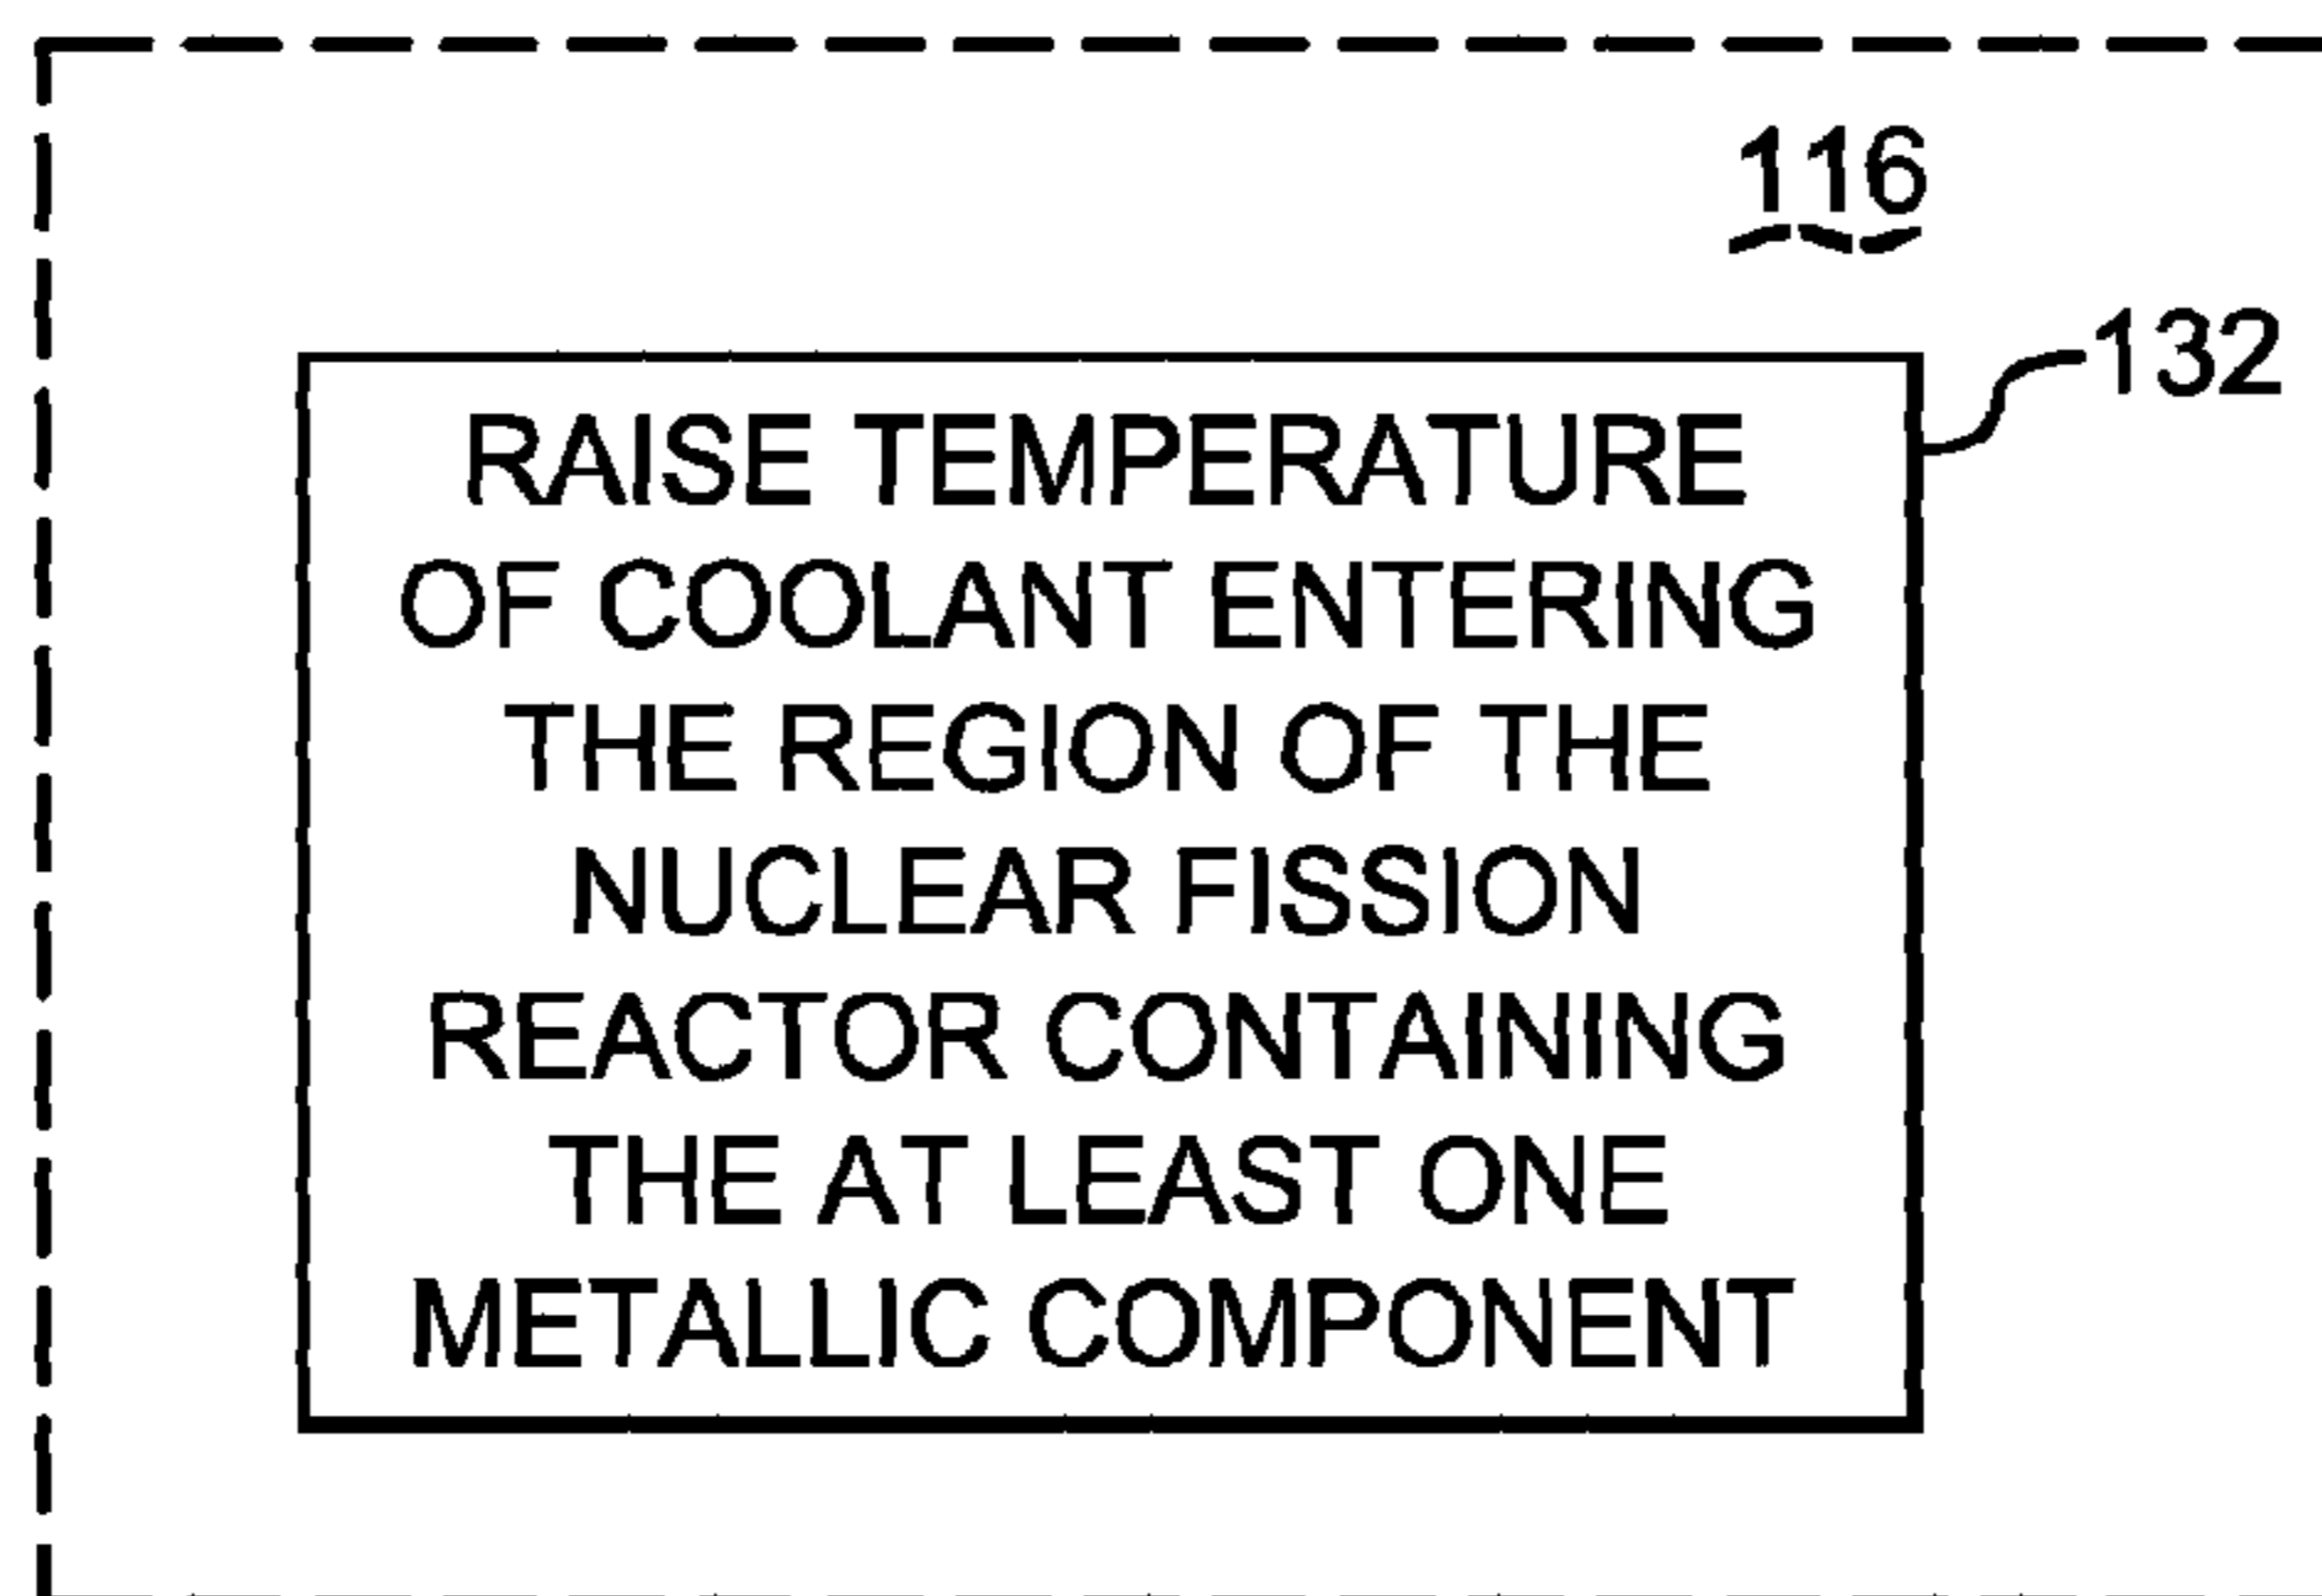 116
132
RAISE TEMPERATURE
OF COOLANT ENTERING
THE REGION OF THE
NUCLEAR FISSION
REACTOR CONTAINING
THE AT LEAST ONE
METALLIC COMPONENT